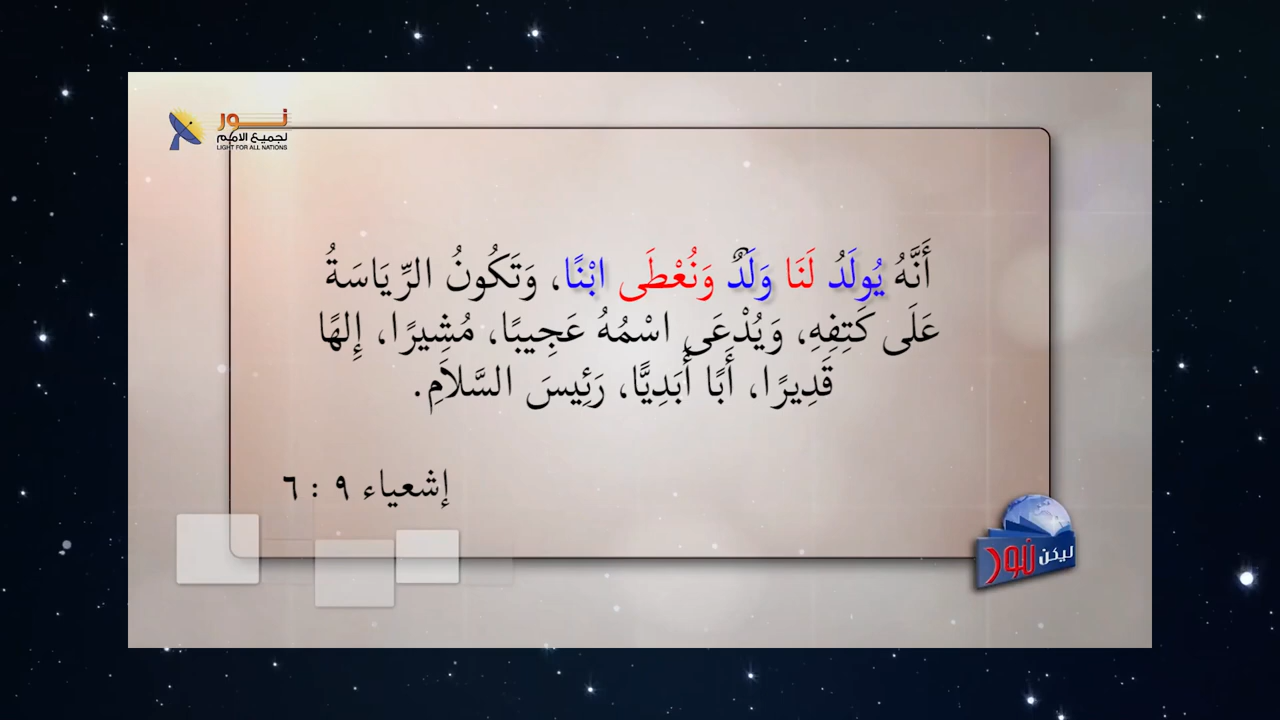 نـــور
لجميع الامم
LIGHT FOR ALL NATIONS
أَنَّهُ يُولَدُ لَنَا وَلَدٌ وَنُعْطَى ابْنًا، وَتَكُونُ الرِّيَاسَةُ
عَلَى كَتِفِهِ، وَيُدْعَى اسْمُهُ عَجِيبًا، مُشِيرًا، إِلهًا
قَدِيرًا، أَبًا أَبَدِيًّا، رَئِيسَ السَّلاَمِ.
إشعياء ٩ : ٦
ليكن نور